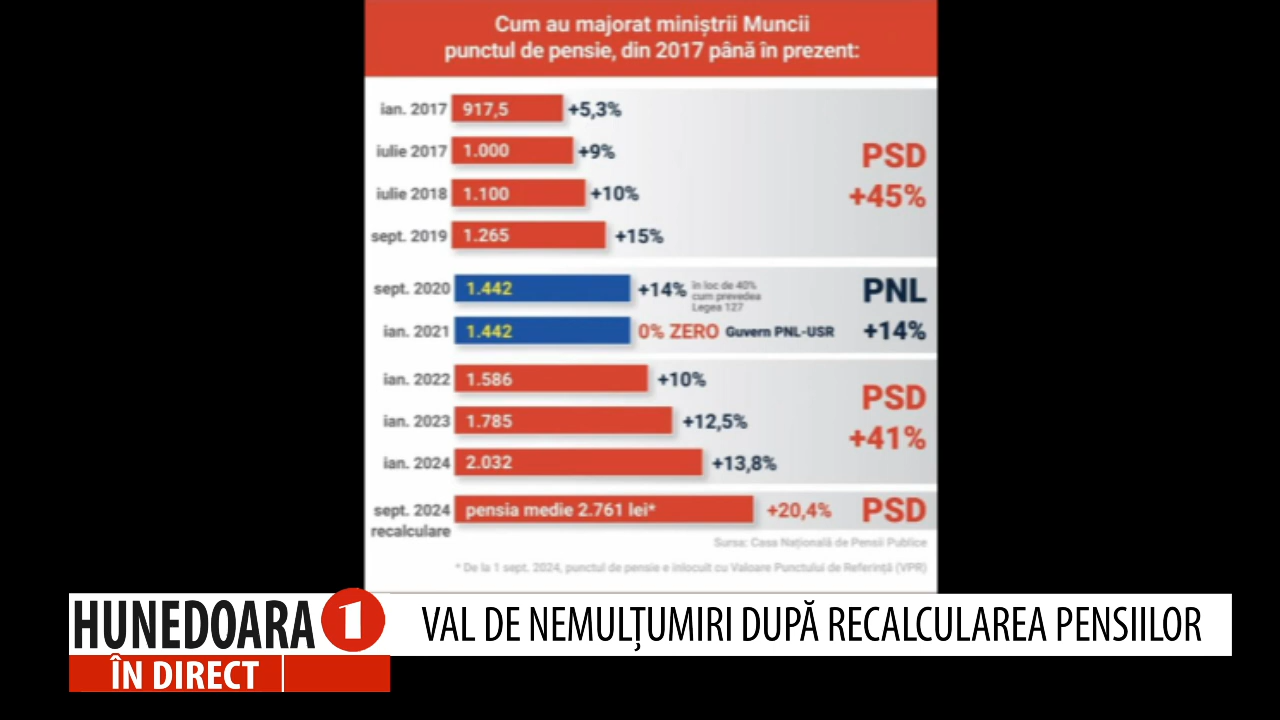 Cum au majorat miniștrii Muncii
punctul de pensie, din 2017 până în prezent:
ian. 2017 917,5 +5,3%
iulie 2017 1.000 +9%
iulie 2018 1.100 +10%
sept. 2019 1.265 +15%
PSD
+45%
sept. 2020 1.442 +14% în loc de 40%
cum prevedea
Legea 127
ian. 2021 1.442 0% ZERO Guvern PNL-USR
PNL
+14%
ian. 2022 1.586 +10%
ian. 2023 1.785 +12,5%
ian. 2024 2.032 +13,8%
PSD
+41%
sept. 2024 pensia medie 2.761 lei* +20,4% PSD
recalculare
Sursa: Casa Națională de Pensii Publice
* De la 1 sept. 2024, punctul de pensie e inlocuit cu Valoare Punctului de Referință (VPR)
HUNEDOARA 1
ÎN DIRECT
VAL DE NEMULȚUMIRI DUPĂ RECALCULAREA PENSIILOR